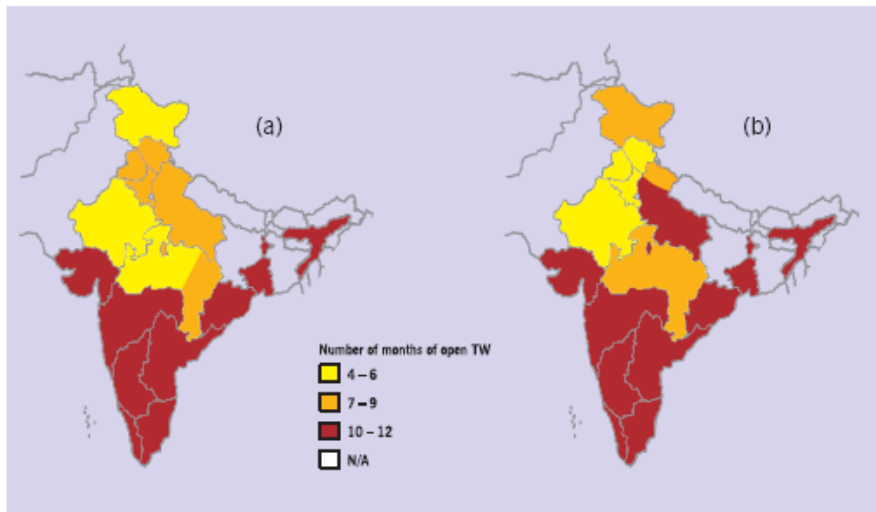 (a)
(b)
Number of months of open TW
4 – 6
7 – 9
10 – 12
N/A